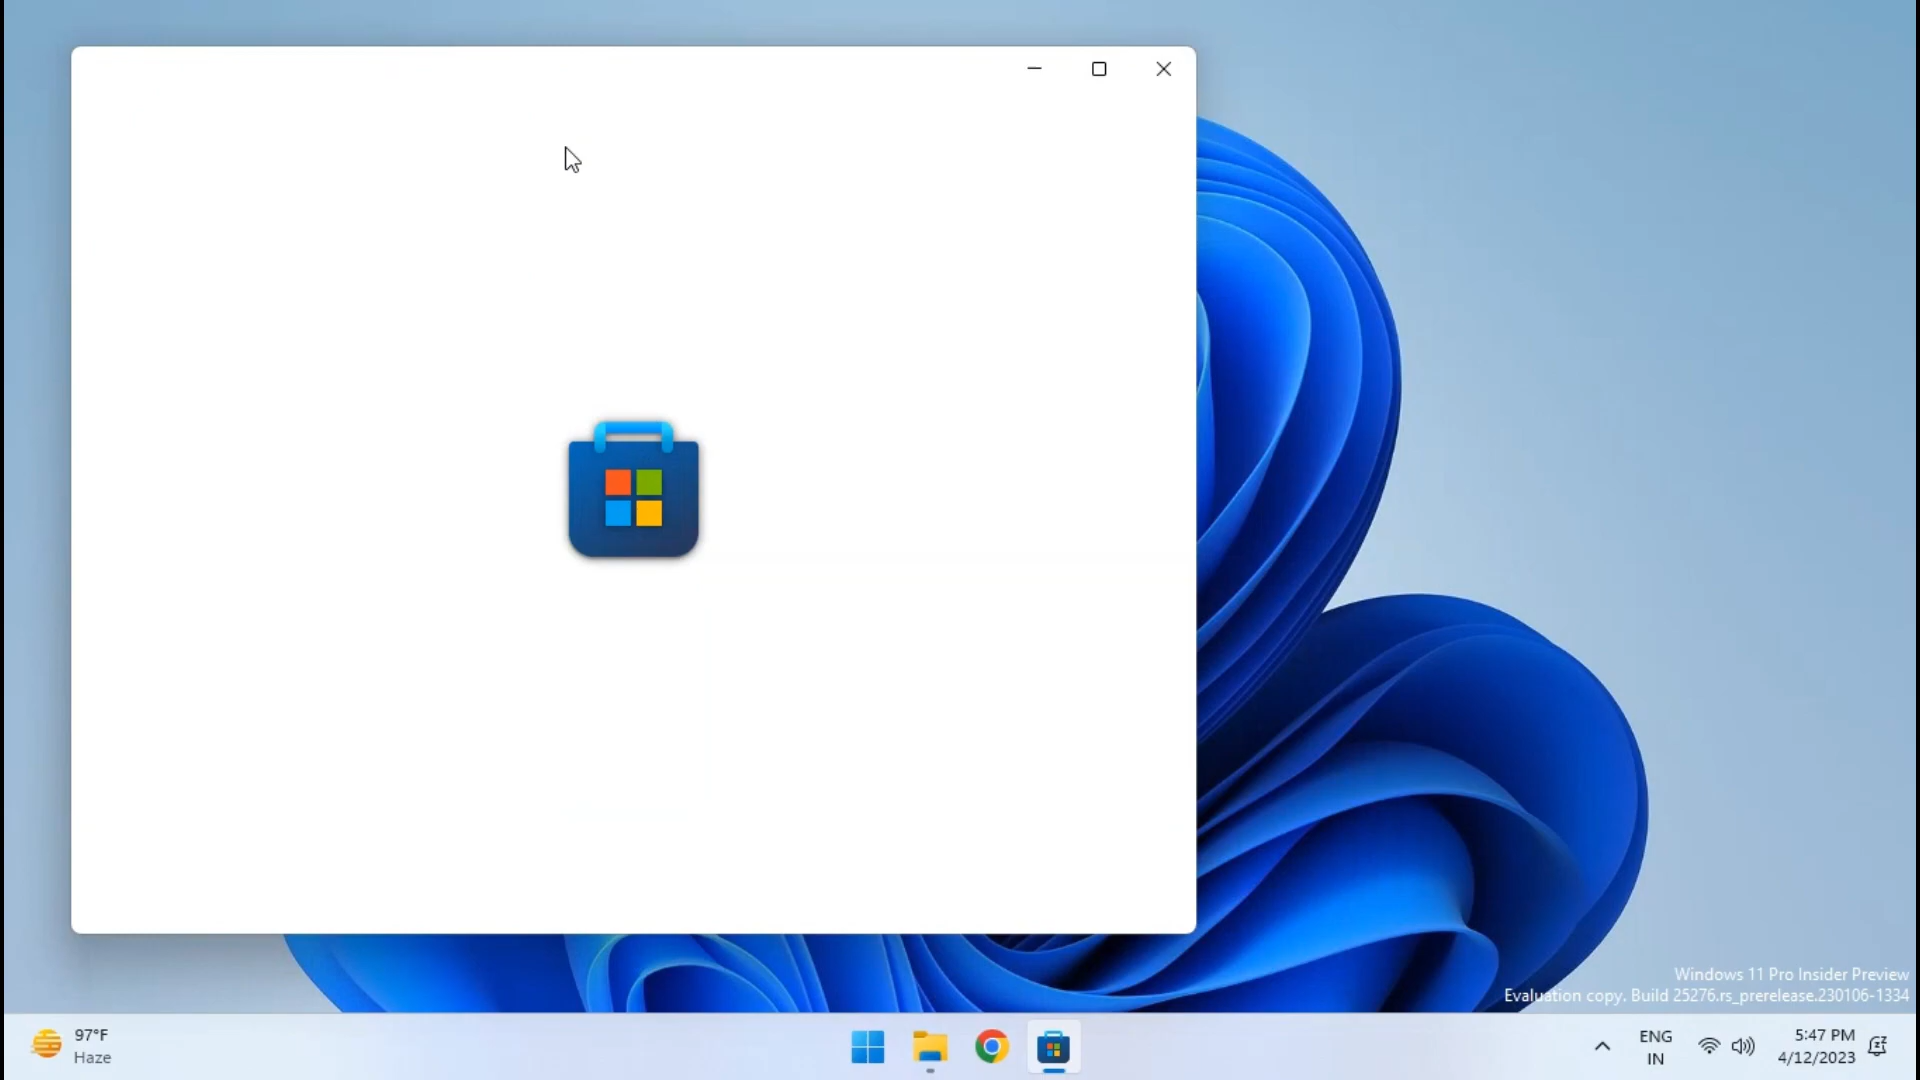 Windows 11 Pro Insider Preview
Evaluation copy. Build 25276.rs_prerelease.230106-1334
97°F
Haze
ENG
IN
5:47 PM
4/12/2023